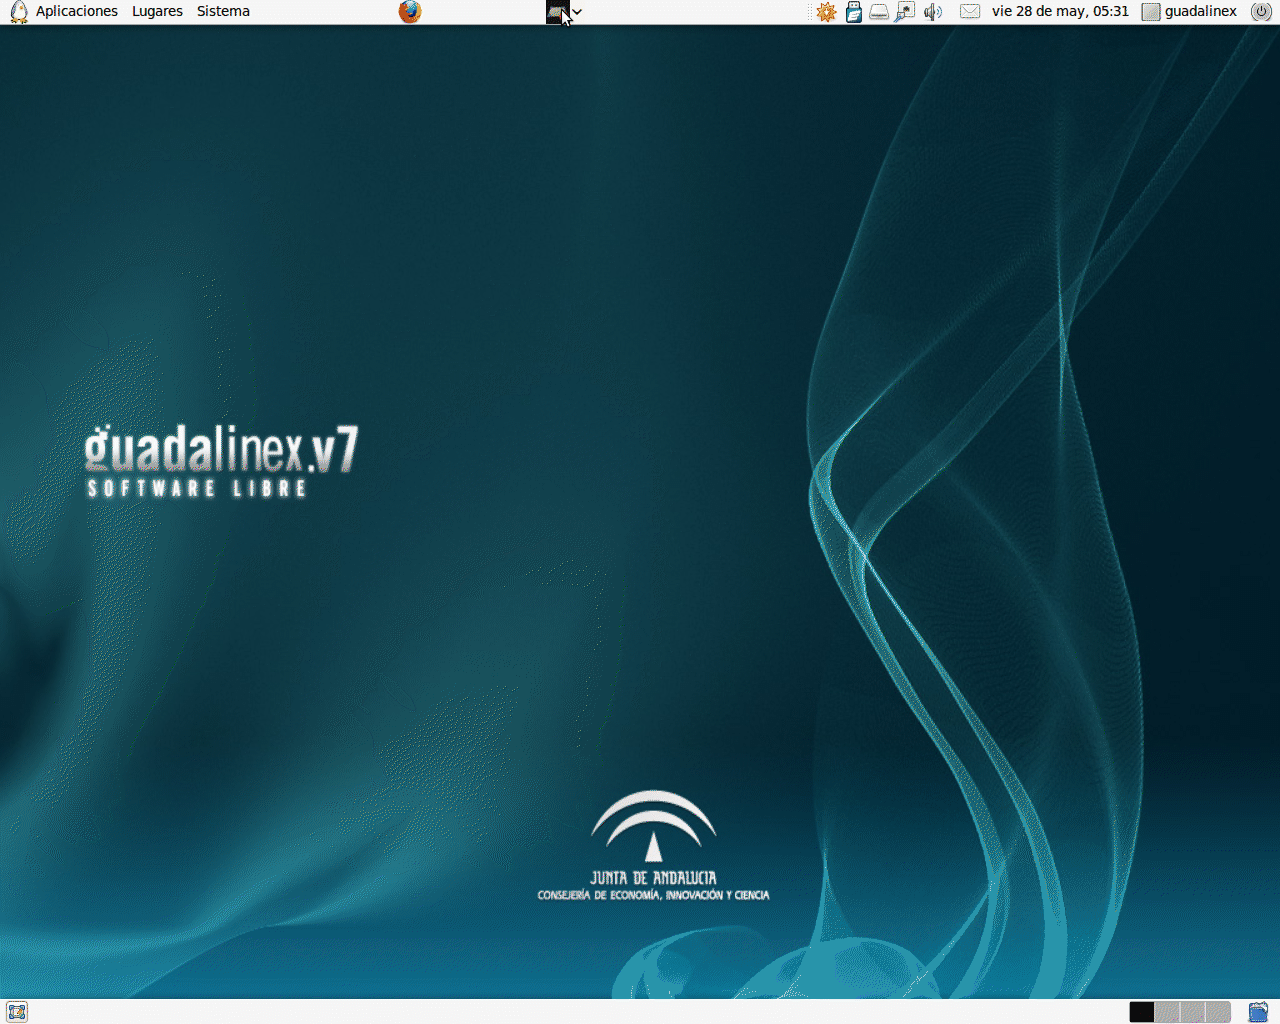 Aplicaciones Lugares Sistema
vie 28 de may, 05:31 guadalinex
guadalinex.v7
SOFTWARE LIBRE
JUNTA DE ANDALUCIA
CONSEJERÍA DE ECONOMÍA, INNOVACIÓN Y CIENCIA